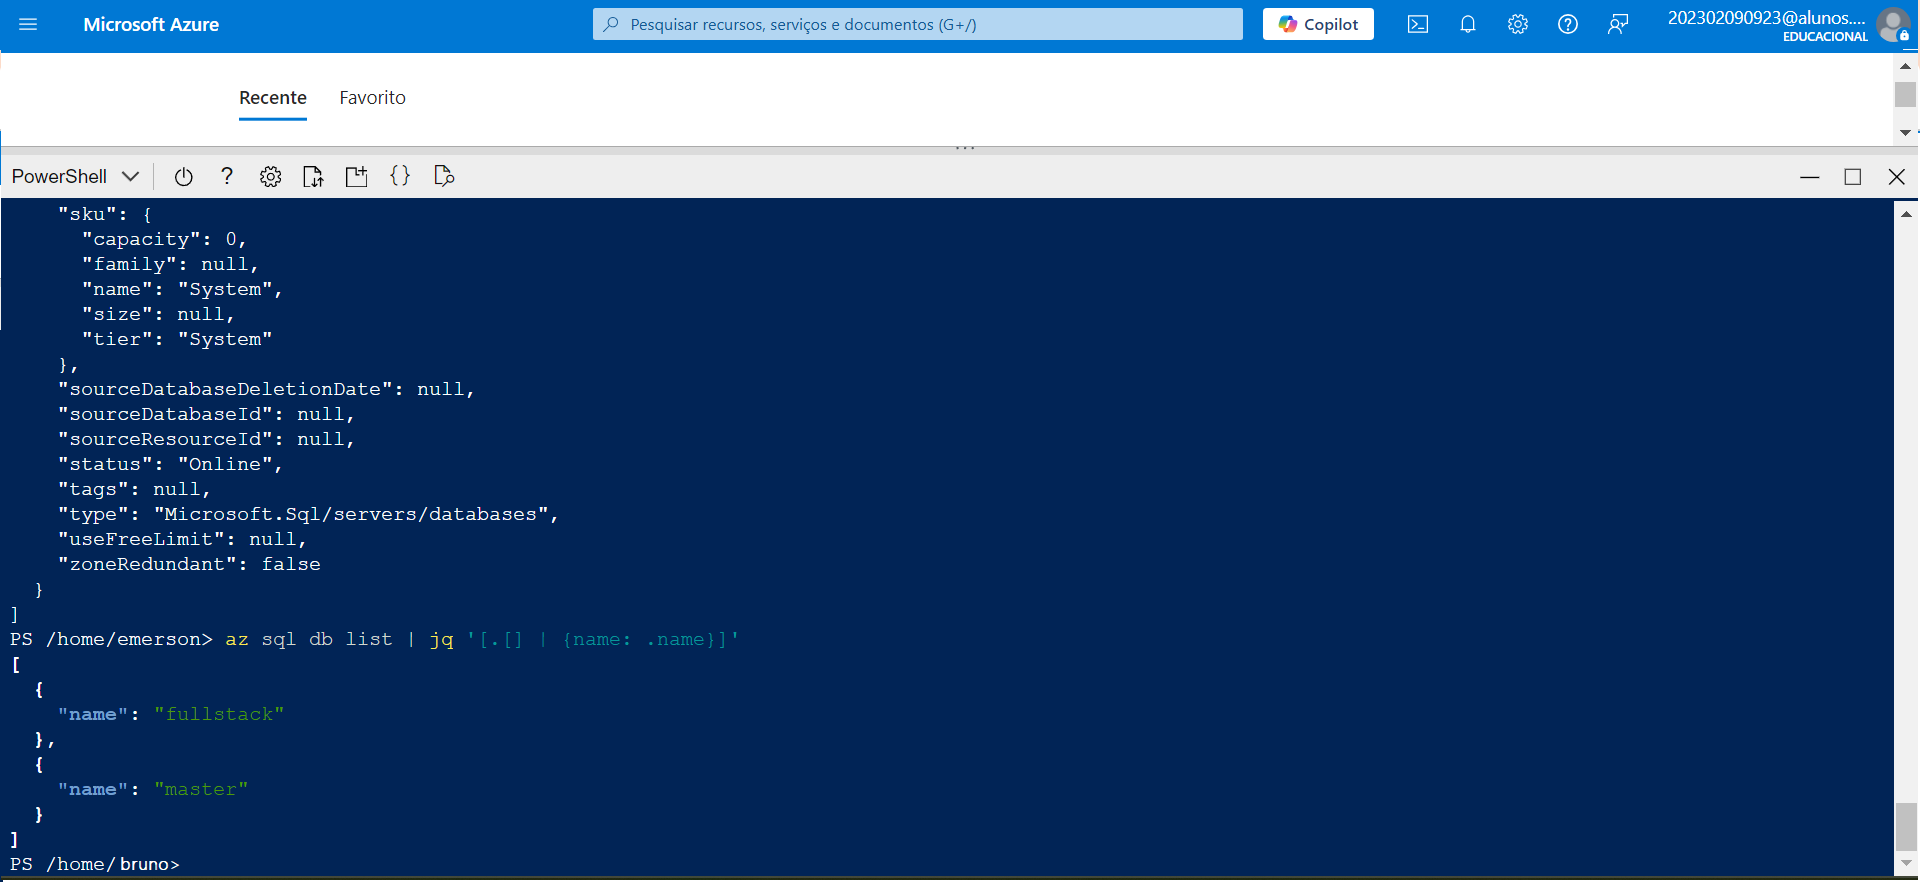 Microsoft Azure
Pesquisar recursos, serviços e documentos (G+/)
Copilot
202302090923@alunos....
EDUCACIONAL
Recente Favorito
PowerShell
"sku": {
"capacity": 0,
"family": null,
"name": "System",
"size": null,
"tier": "System"
},
"sourceDatabaseDeletionDate": null,
"sourceDatabaseId": null,
"sourceResourceId": null,
"status": "Online",
"tags": null,
"type": "Microsoft.Sql/servers/databases",
"useFreeLimit": null,
"zoneRedundant": false
}
]
PS /home/emerson> az sql db list | jq '[.[] | {name: .name}]'
[
{
"name": "fullstack"
},
{
"name": "master"
}
]
PS /home/bruno>